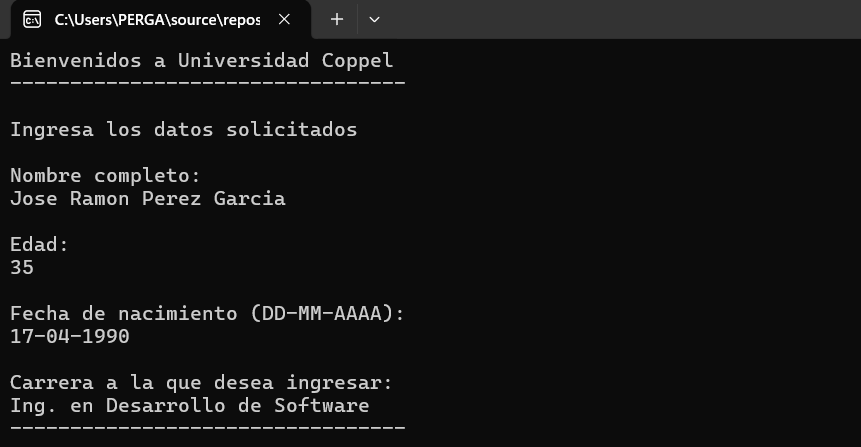 C:\Users\PERGA\source\repos
Bienvenidos a Universidad Coppel
---------------------------------
Ingresa los datos solicitados
Nombre completo:
Jose Ramon Perez Garcia
Edad:
35
Fecha de nacimiento (DD-MM-AAAA):
17-04-1990
Carrera a la que desea ingresar:
Ing. en Desarrollo de Software
---------------------------------